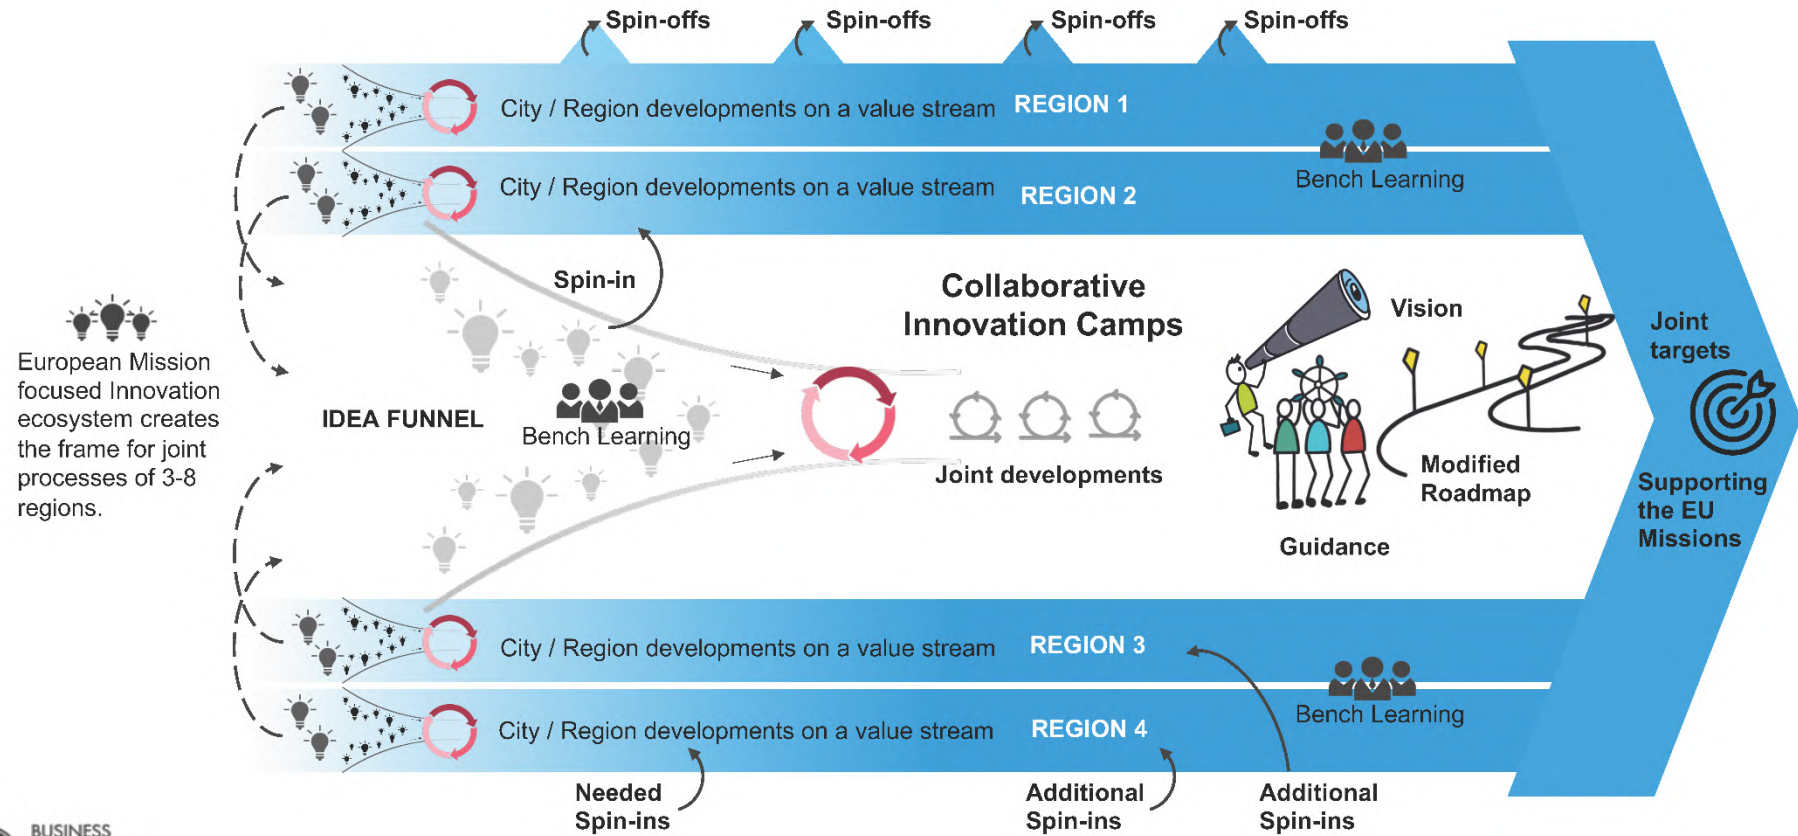 Spin-offs
Spin-offs
Spin-offs
Spin-offs
City / Region developments on a value stream
REGION 1
City / Region developments on a value stream
REGION 2
Bench Learning
Spin-in
Collaborative
Innovation Camps
Vision
Joint
targets
European Mission
focused Innovation
ecosystem creates
the frame for joint
processes of 3-8
regions.
IDEA FUNNEL
Bench Learning
Joint developments
Modified
Roadmap
Guidance
Supporting
the EU
Missions
City / Region developments on a value stream
REGION 3
City / Region developments on a value stream
REGION 4
Bench Learning
Needed
Spin-ins
Additional
Spin-ins
Additional
Spin-ins
BUSINESS